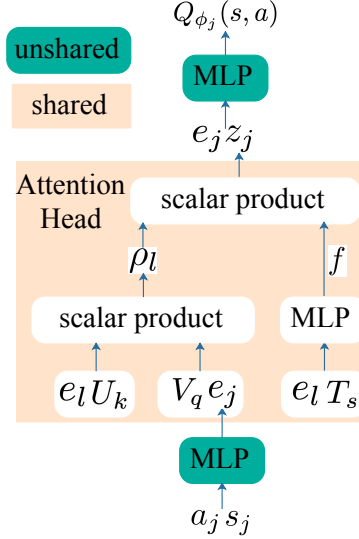 Q_{ϕ_j}(s, a)
unshared
MLP
shared
e_j z_j
Attention
Head
scalar product
ρ_l
f
scalar product
MLP
e_l U_k
V_q e_j
e_l T_s
MLP
a_j s_j